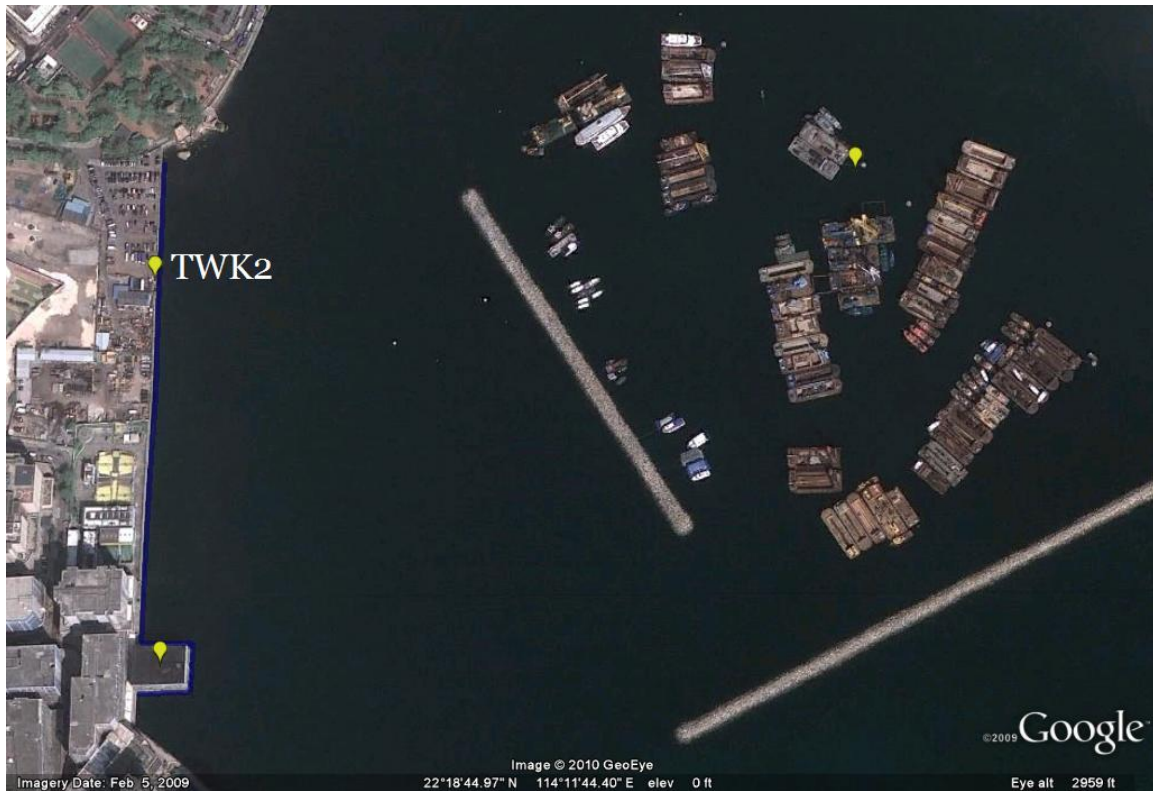 TWK2
©2009 Google
Image © 2010 GeoEye
Imagery Date: Feb 5, 2009 22°18'44.97" N 114°11'44.40" E elev 0 ft Eye alt 2959 ft